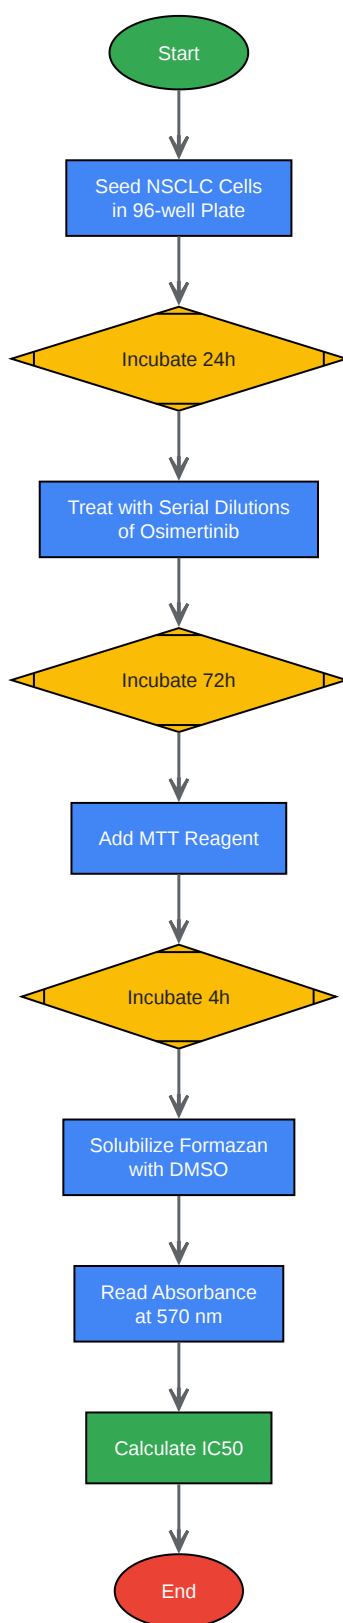 Start
Seed NSCLC Cells
in 96-well Plate
Incubate 24h
Treat with Serial Dilutions
of Osimertinib
Incubate 72h
Add MTT Reagent
Incubate 4h
Solubilize Formazan
with DMSO
Read Absorbance
at 570 nm
Calculate IC50
End